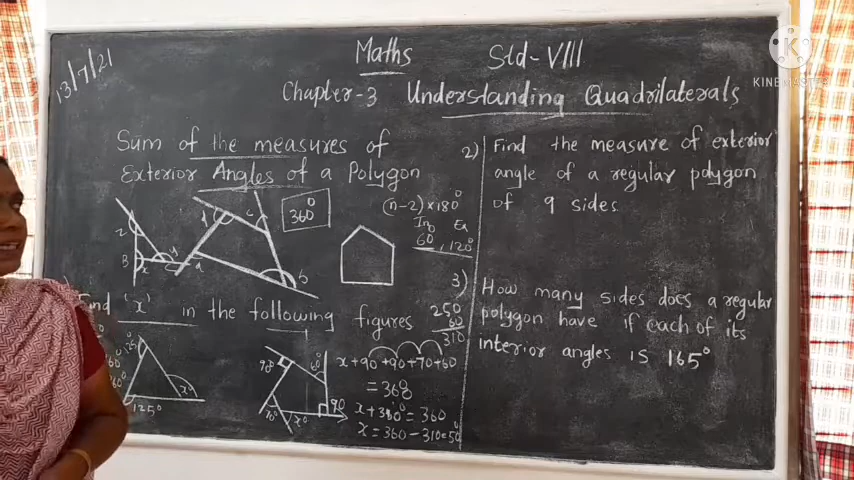 13/7/21
Maths Std-VIII
KINEMASTER
Chapter-3 Understanding Quadrilaterals
Sum of the measures of
Exterior Angles of a Polygon
360°
(n-2)×180°
Ex
60, 120°
z
y
B
x
d
c
a
b
Find 'x' in the following figures
125°
x°
125°
90°
60°
90
70°
x°
250
60
310
x+90+90+70+60
= 360
x+310° = 360
x = 360-310=50°
2) Find the measure of exterior
angle of a regular polygon
of 9 sides
3) How many sides does a regular
polygon have if each of its
interior angles is 165°